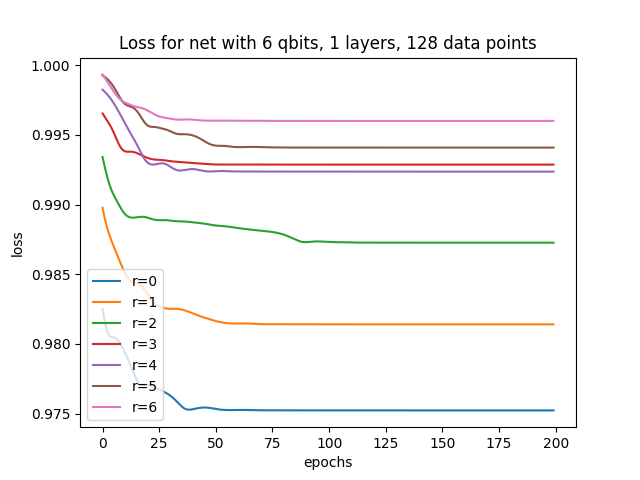 Loss for net with 6 qbits, 1 layers, 128 data points
1.000
0.995
0.990
0.985
0.980
0.975
loss
r=0
r=1
r=2
r=3
r=4
r=5
r=6
0 25 50 75 100 125 150 175 200
epochs